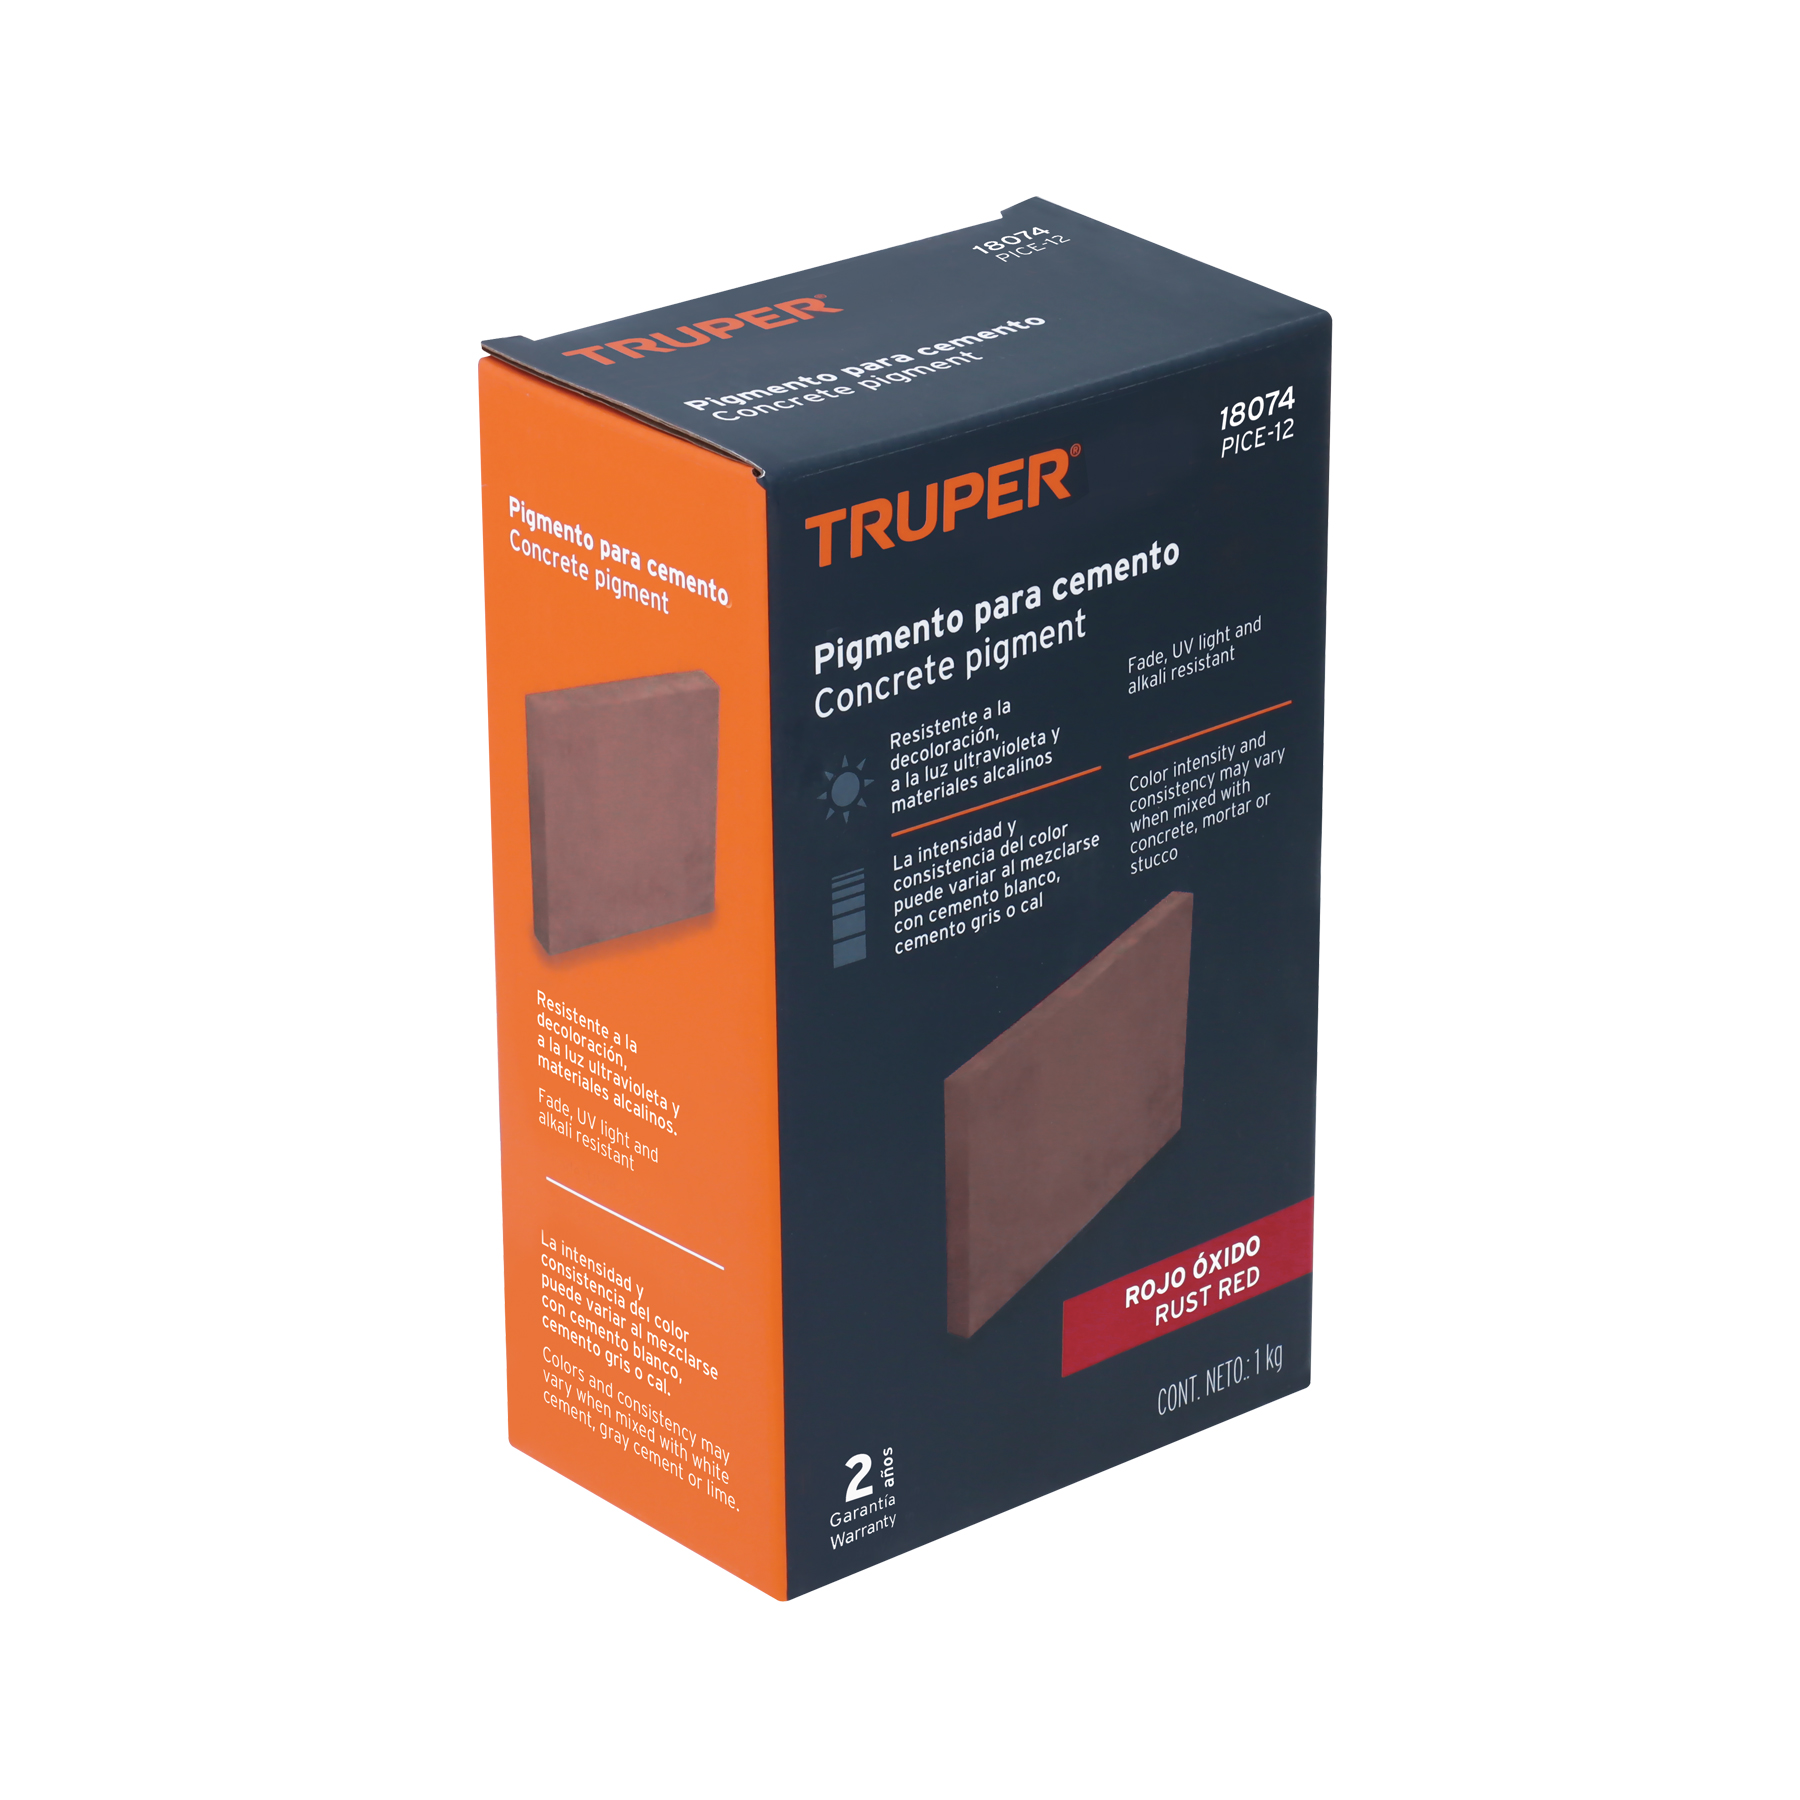 18074
PICE-12
TRUPER®
Pigmento para cemento
Concrete pigment
18074
PICE-12
TRUPER®
Pigmento para cemento
Concrete pigment
Resistente a la
decoloración,
a la luz ultravioleta y
materiales alcalinos
Fade, UV light and
alkali resistant
La intensidad y
consistencia del color
puede variar al mezclarse
con cemento blanco,
cemento gris o cal
Color intensity and
consistency may vary
when mixed with
concrete, mortar or
stucco
ROJO ÓXIDO
RUST RED
CONT. NETO.: 1 kg
2 años
Garantía
Warranty
Pigmento para cemento
Concrete pigment
Resistente a la
decoloración,
a la luz ultravioleta y
materiales alcalinos.
Fade, UV light and
alkali resistant
La intensidad y
consistencia del color
puede variar al mezclarse
con cemento blanco,
cemento gris o cal.
Colors and consistency may
vary when mixed with white
cement, gray cement or lime.